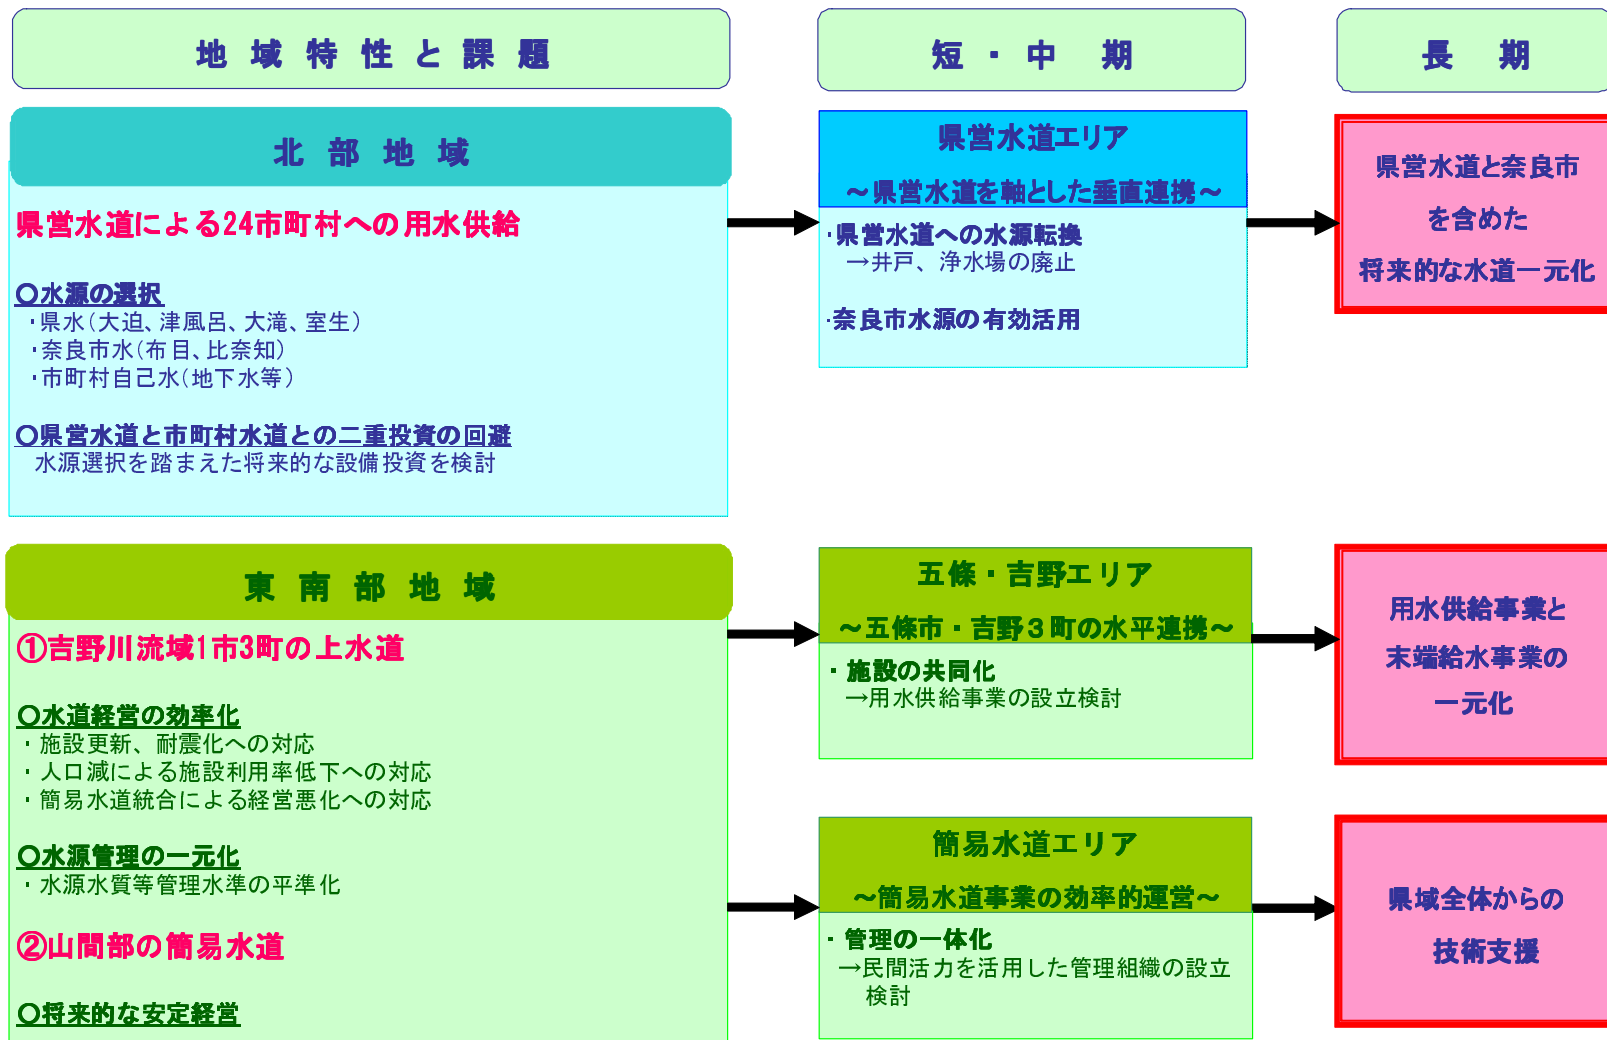 地域特性と課題
短・中 期
長 期
北部地域
県営水道による24市町村への用水供給
○水源の選択
・県水(大迫、津風呂、大滝、室生)
・奈良市水(布目、比奈知)
・市町村自己水(地下水等)
○県営水道と市町村水道との二重投資の回避
水源選択を踏まえた将来的な設備投資を検討
県営水道エリア
～県営水道を軸とした垂直連携～
・県営水道への水源転換
→井戸、浄水場の廃止
・奈良市水源の有効活用
県営水道と奈良市
を含めた
将来的な水道一元化
東南部地域
①吉野川流域1市3町の上水道
○水道経営の効率化
・施設更新、耐震化への対応
・人口減による施設利用率低下への対応
・簡易水道統合による経営悪化への対応
○水源管理の一元化
・水源水質等管理水準の平準化
②山間部の簡易水道
○将来的な安定経営
五條・吉野エリア
～五條市・吉野３町の水平連携～
・施設の共同化
→用水供給事業の設立検討
用水供給事業と
末端給水事業の
一元化
簡易水道エリア
～簡易水道事業の効率的運営～
・管理の一体化
→民間活力を活用した管理組織の設立
検討
県域全体からの
技術支援